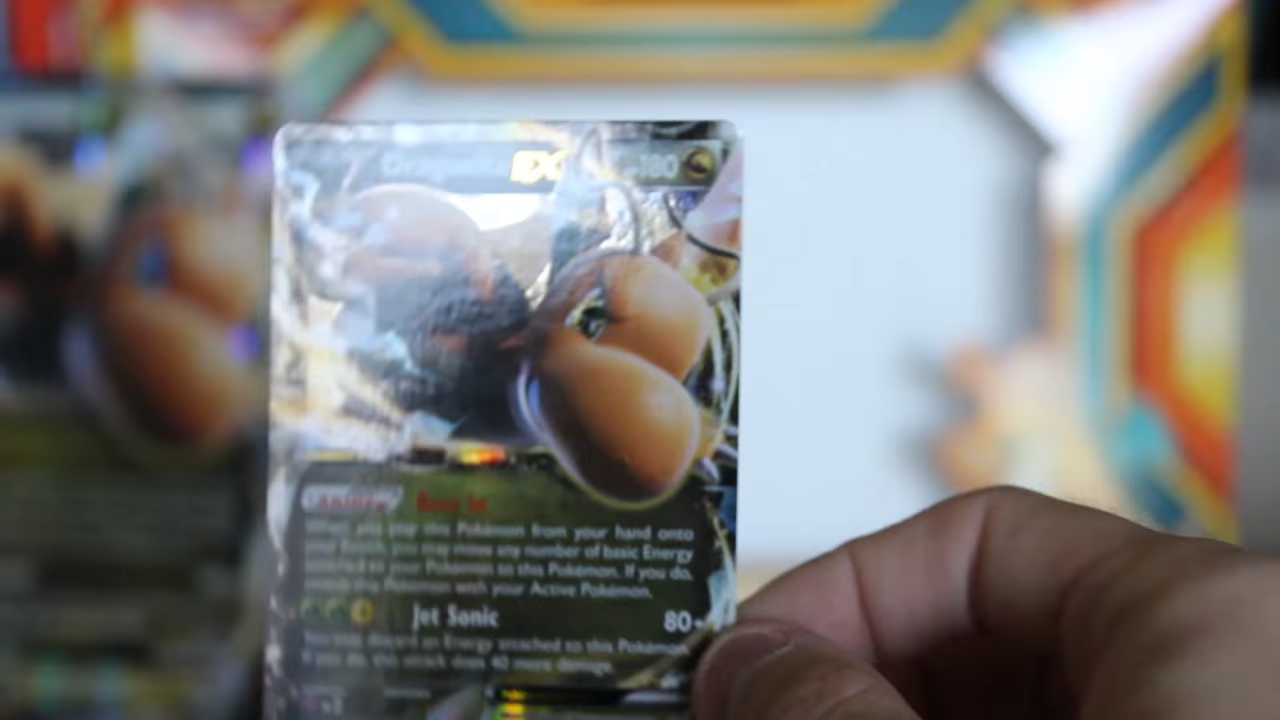 Dragonite EX 180
Ability Bust In
When you play this Pokémon from your hand onto
your Bench, you may move any number of basic Energy
attached to your Pokémon to this Pokémon. If you do,
switch this Pokémon with your Active Pokémon.
Jet Sonic 80+
You may discard an Energy attached to this Pokémon.
If you do, this attack does 40 more damage.